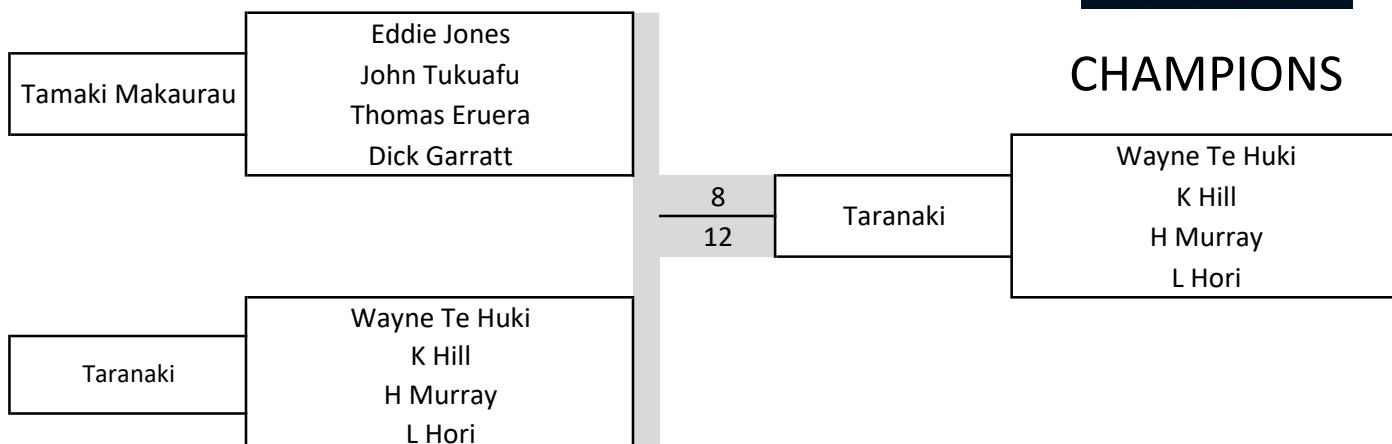 Tamaki Makaurau
Eddie Jones
John Tukuafu
Thomas Eruera
Dick Garratt
Taranaki
Wayne Te Huki
K Hill
H Murray
L Hori
8
12
CHAMPIONS
Taranaki
Wayne Te Huki
K Hill
H Murray
L Hori